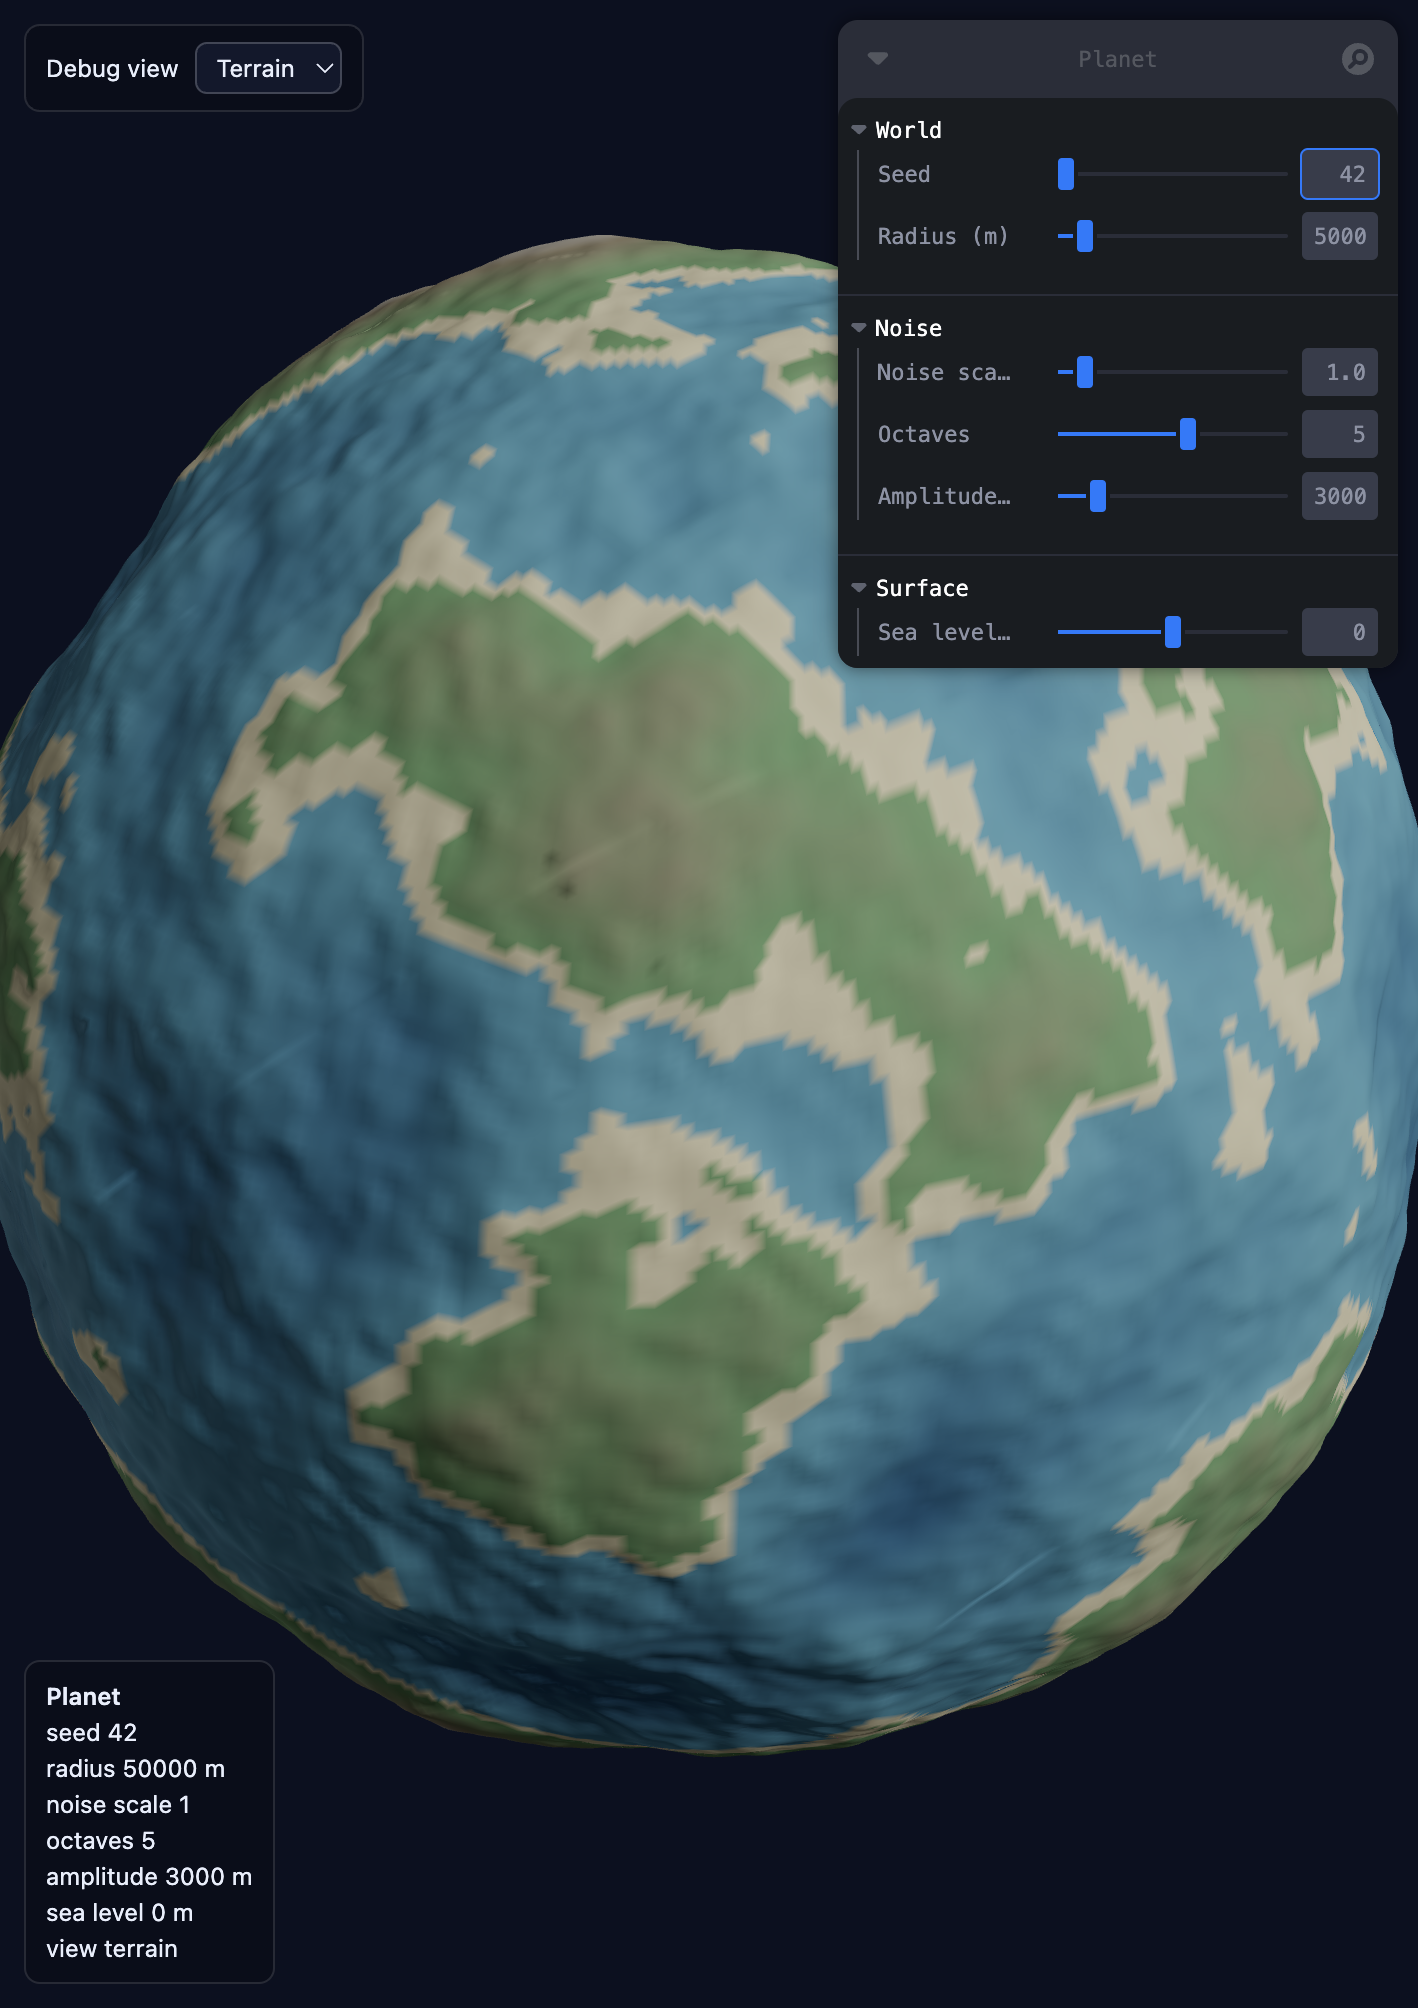 Debug view Terrain
Planet
World
Seed 42
Radius (m) 5000
Noise
Noise sca… 1.0
Octaves 5
Amplitude… 3000
Surface
Sea level… 0
Planet
seed 42
radius 50000 m
noise scale 1
octaves 5
amplitude 3000 m
sea level 0 m
view terrain